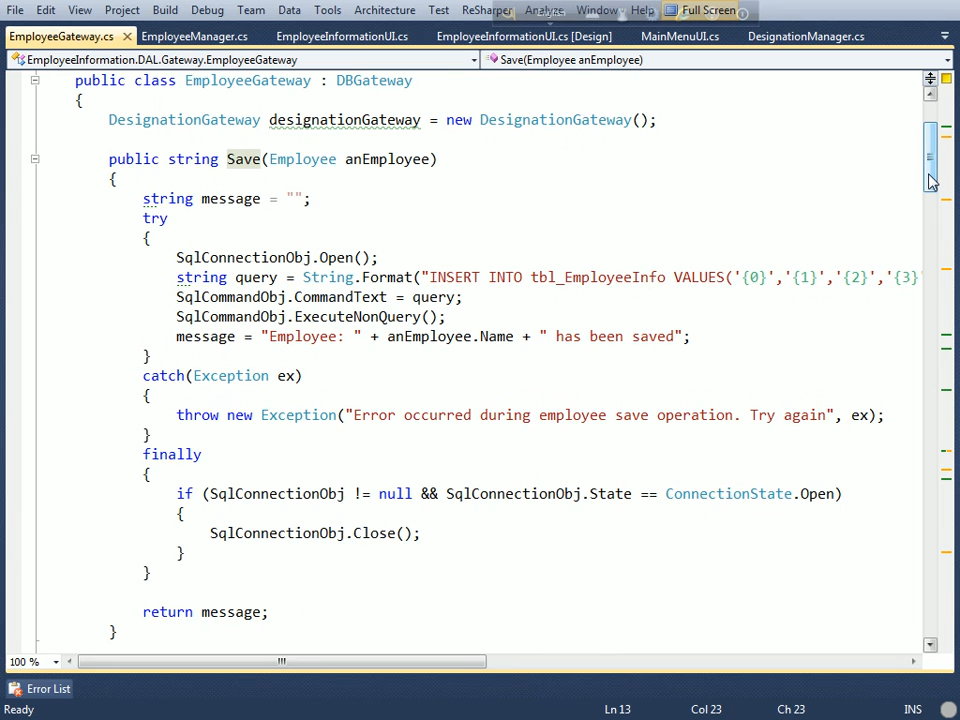 File Edit View Project Build Debug Team Data Tools Architecture Test ReSharper Analyze Window Help Full Screen
EmployeeGateway.cs EmployeeManager.cs EmployeeInformationUI.cs EmployeeInformationUI.cs [Design] MainMenuUI.cs DesignationManager.cs
EmployeeInformation.DAL.Gateway.EmployeeGateway Save(Employee anEmployee)
public class EmployeeGateway : DBGateway
{
DesignationGateway designationGateway = new DesignationGateway();
public string Save(Employee anEmployee)
{
string message = "";
try
{
SqlConnectionObj.Open();
string query = String.Format("INSERT INTO tbl_EmployeeInfo VALUES('{0}','{1}','{2}','{3}'
SqlCommandObj.CommandText = query;
SqlCommandObj.ExecuteNonQuery();
message = "Employee: " + anEmployee.Name + " has been saved";
}
catch(Exception ex)
{
throw new Exception("Error occurred during employee save operation. Try again", ex);
}
finally
{
if (SqlConnectionObj != null && SqlConnectionObj.State == ConnectionState.Open)
{
SqlConnectionObj.Close();
}
}
return message;
}
100 %
Error List
Ready Ln 13 Col 23 Ch 23 INS